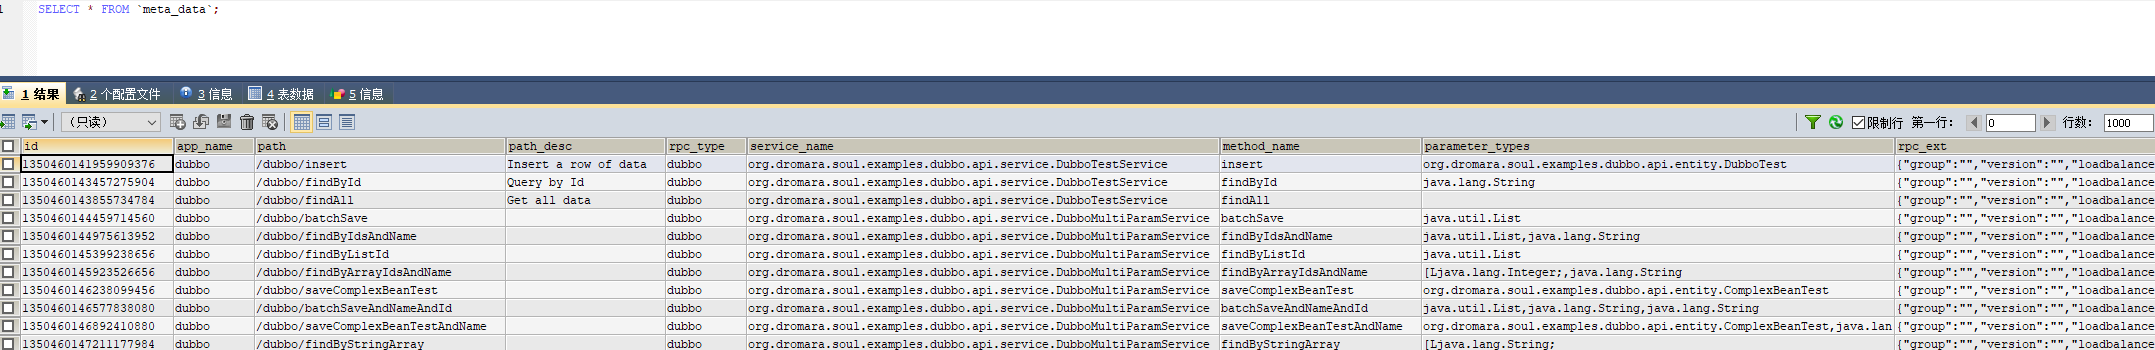 1 SELECT * FROM `meta_data`;
1 结果 2 个配置文件 3 信息 4 表数据 5 信息
（只读） 限制行 第一行： 0 行数： 1000
id app_name path path_desc rpc_type service_name method_name parameter_types rpc_ext
1350460141959909376 dubbo /dubbo/insert Insert a row of data dubbo org.dromara.soul.examples.dubbo.api.service.DubboTestService insert org.dromara.soul.examples.dubbo.api.entity.DubboTest {"group":"","version":"","loadbalance
1350460143457275904 dubbo /dubbo/findById Query by Id dubbo org.dromara.soul.examples.dubbo.api.service.DubboTestService findById java.lang.String {"group":"","version":"","loadbalance
1350460143855734784 dubbo /dubbo/findAll Get all data dubbo org.dromara.soul.examples.dubbo.api.service.DubboTestService findAll {"group":"","version":"","loadbalance
1350460144459714560 dubbo /dubbo/batchSave dubbo org.dromara.soul.examples.dubbo.api.service.DubboMultiParamService batchSave java.util.List {"group":"","version":"","loadbalance
1350460144975613952 dubbo /dubbo/findByIdsAndName dubbo org.dromara.soul.examples.dubbo.api.service.DubboMultiParamService findByIdsAndName java.util.List,java.lang.String {"group":"","version":"","loadbalance
1350460145399238656 dubbo /dubbo/findByListId dubbo org.dromara.soul.examples.dubbo.api.service.DubboMultiParamService findByListId java.util.List {"group":"","version":"","loadbalance
1350460145923526656 dubbo /dubbo/findByArrayIdsAndName dubbo org.dromara.soul.examples.dubbo.api.service.DubboMultiParamService findByArrayIdsAndName [Ljava.lang.Integer;,java.lang.String {"group":"","version":"","loadbalance
1350460146238099456 dubbo /dubbo/saveComplexBeanTest dubbo org.dromara.soul.examples.dubbo.api.service.DubboMultiParamService saveComplexBeanTest org.dromara.soul.examples.dubbo.api.entity.ComplexBeanTest {"group":"","version":"","loadbalance
1350460146577838080 dubbo /dubbo/batchSaveAndNameAndId dubbo org.dromara.soul.examples.dubbo.api.service.DubboMultiParamService batchSaveAndNameAndId java.util.List,java.lang.String,java.lang.String {"group":"","version":"","loadbalance
1350460146892410880 dubbo /dubbo/saveComplexBeanTestAndName dubbo org.dromara.soul.examples.dubbo.api.service.DubboMultiParamService saveComplexBeanTestAndName org.dromara.soul.examples.dubbo.api.entity.ComplexBeanTest,java.lan {"group":"","version":"","loadbalance
1350460147211177984 dubbo /dubbo/findByStringArray dubbo org.dromara.soul.examples.dubbo.api.service.DubboMultiParamService findByStringArray [Ljava.lang.String; {"group":"","version":"","loadbalance